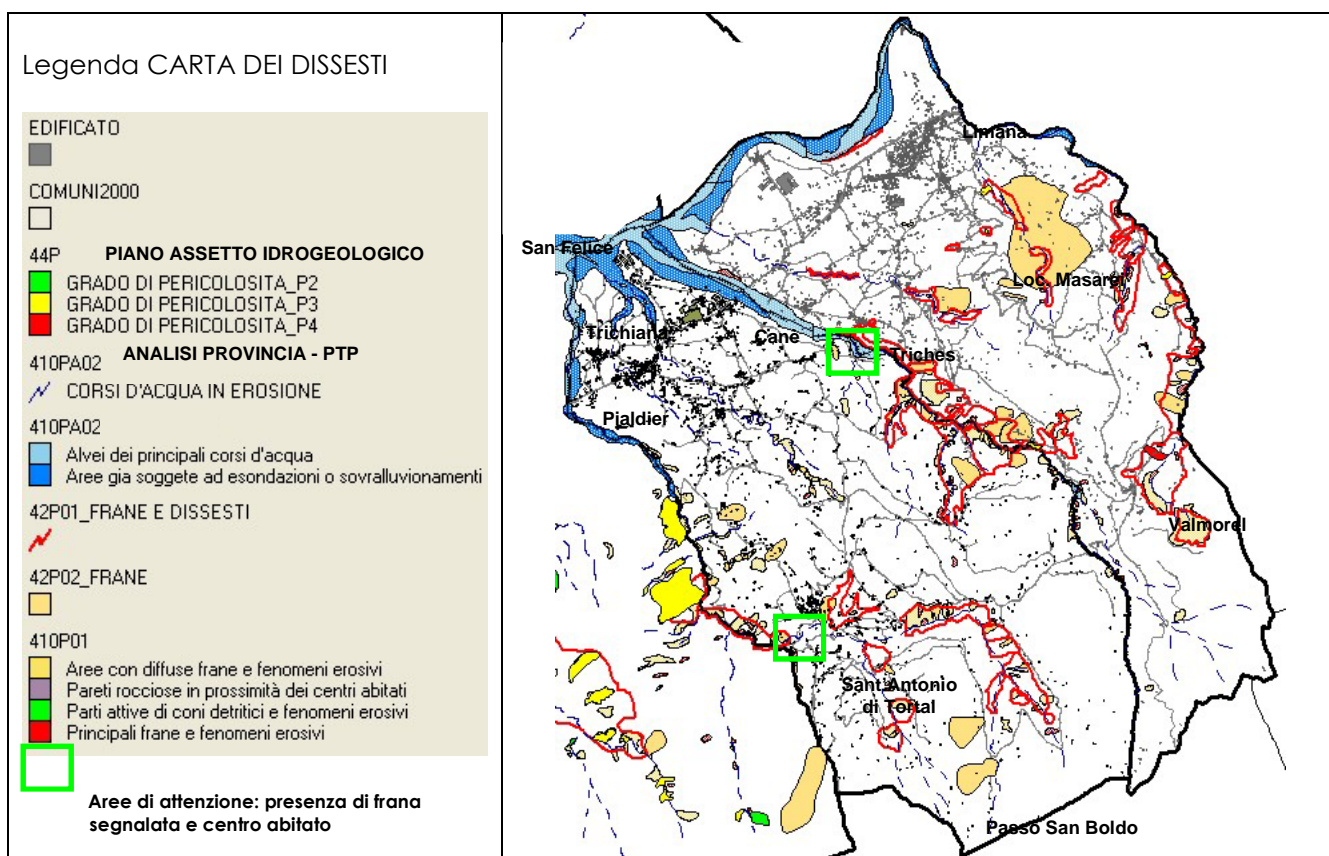 Legenda CARTA DEI DISSESTI
EDIFICATO
COMUNI2000
44P PIANO ASSETTO IDROGEOLOGICO
GRADO DI PERICOLOSITA_P2
GRADO DI PERICOLOSITA_P3
GRADO DI PERICOLOSITA_P4
ANALISI PROVINCIA - PTP
410PA02
CORSI D'ACQUA IN EROSIONE
410PA02
Alvei dei principali corsi d'acqua
Aree gia soggete ad esondazioni o sovralluvionamenti
42P01_FRANE E DISSESTI
42P02_FRANE
410P01
Aree con diffuse frane e fenomeni erosivi
Pareti rocciose in prossimità dei centri abitati
Parti attive di coni detritici e fenomeni erosivi
Principali frane e fenomeni erosivi
Aree di attenzione: presenza di frana
segnalata e centro abitato
Limana
San Felice
Loc. Masarei
Trichiana
Cane
Triches
Pialdier
Valmorel
Sant Antonio
di Tortal
Passo San Boldo